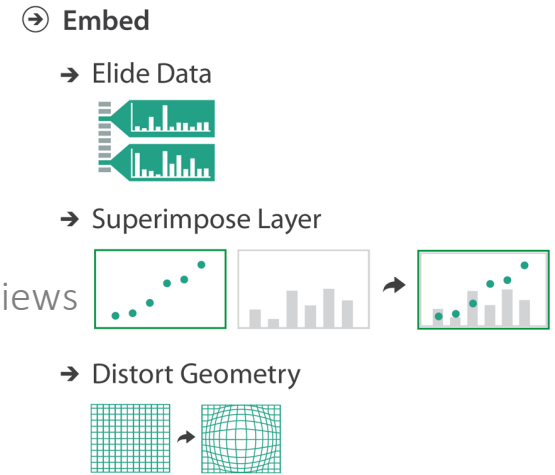 Embed
Elide Data
Superimpose Layer
iews
Distort Geometry